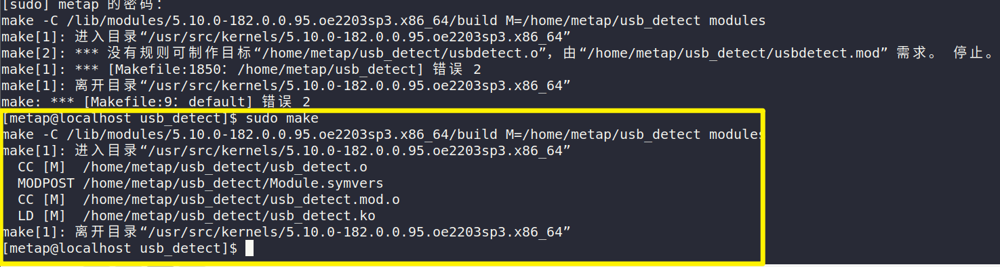 [sudo] metap 的密码：
make -C /lib/modules/5.10.0-182.0.0.95.oe2203sp3.x86_64/build M=/home/metap/usb_detect modules
make[1]: 进入目录“/usr/src/kernels/5.10.0-182.0.0.95.oe2203sp3.x86_64”
make[2]: *** 没有规则可制作目标“/home/metap/usb_detect/usbdetect.o”，由“/home/metap/usb_detect/usbdetect.mod” 需求。 停止。
make[1]: *** [Makefile:1850：/home/metap/usb_detect] 错误 2
make[1]: 离开目录“/usr/src/kernels/5.10.0-182.0.0.95.oe2203sp3.x86_64”
make: *** [Makefile:9：default] 错误 2
[metap@localhost usb_detect]$ sudo make
make -C /lib/modules/5.10.0-182.0.0.95.oe2203sp3.x86_64/build M=/home/metap/usb_detect modules
make[1]: 进入目录“/usr/src/kernels/5.10.0-182.0.0.95.oe2203sp3.x86_64”
  CC [M]  /home/metap/usb_detect/usb_detect.o
  MODPOST /home/metap/usb_detect/Module.symvers
  CC [M]  /home/metap/usb_detect/usb_detect.mod.o
  LD [M]  /home/metap/usb_detect/usb_detect.ko
make[1]: 离开目录“/usr/src/kernels/5.10.0-182.0.0.95.oe2203sp3.x86_64”
[metap@localhost usb_detect]$